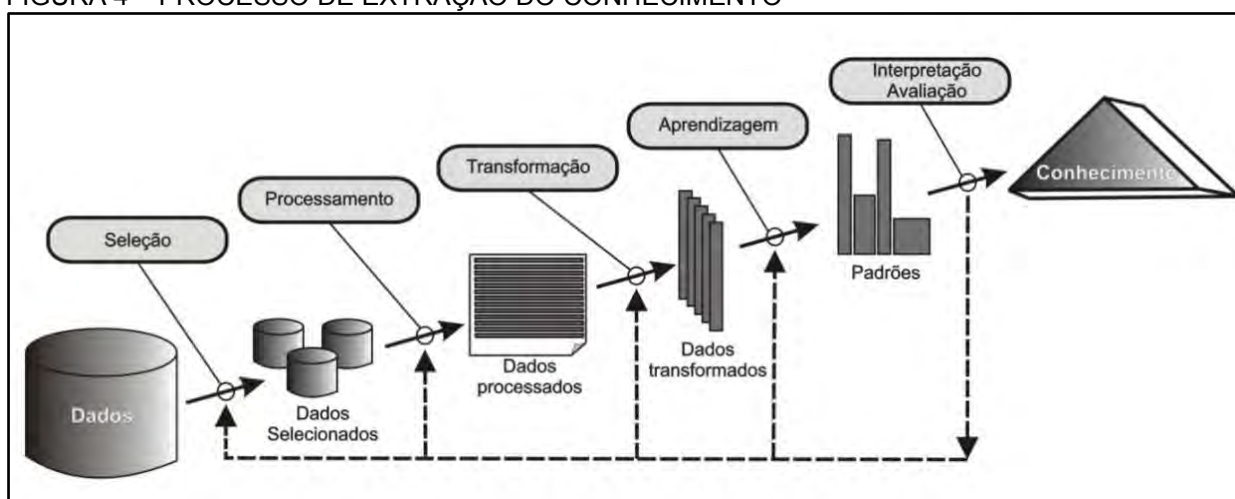 FIGURA 4 – PROCESSO DE EXTRAÇÃO DO CONHECIMENTO
Interpretação
Avaliação
Aprendizagem
Transformação
Processamento
Seleção
Conhecimento
Padrões
Dados
transformados
Dados
processados
Dados
Selecionados
Dados